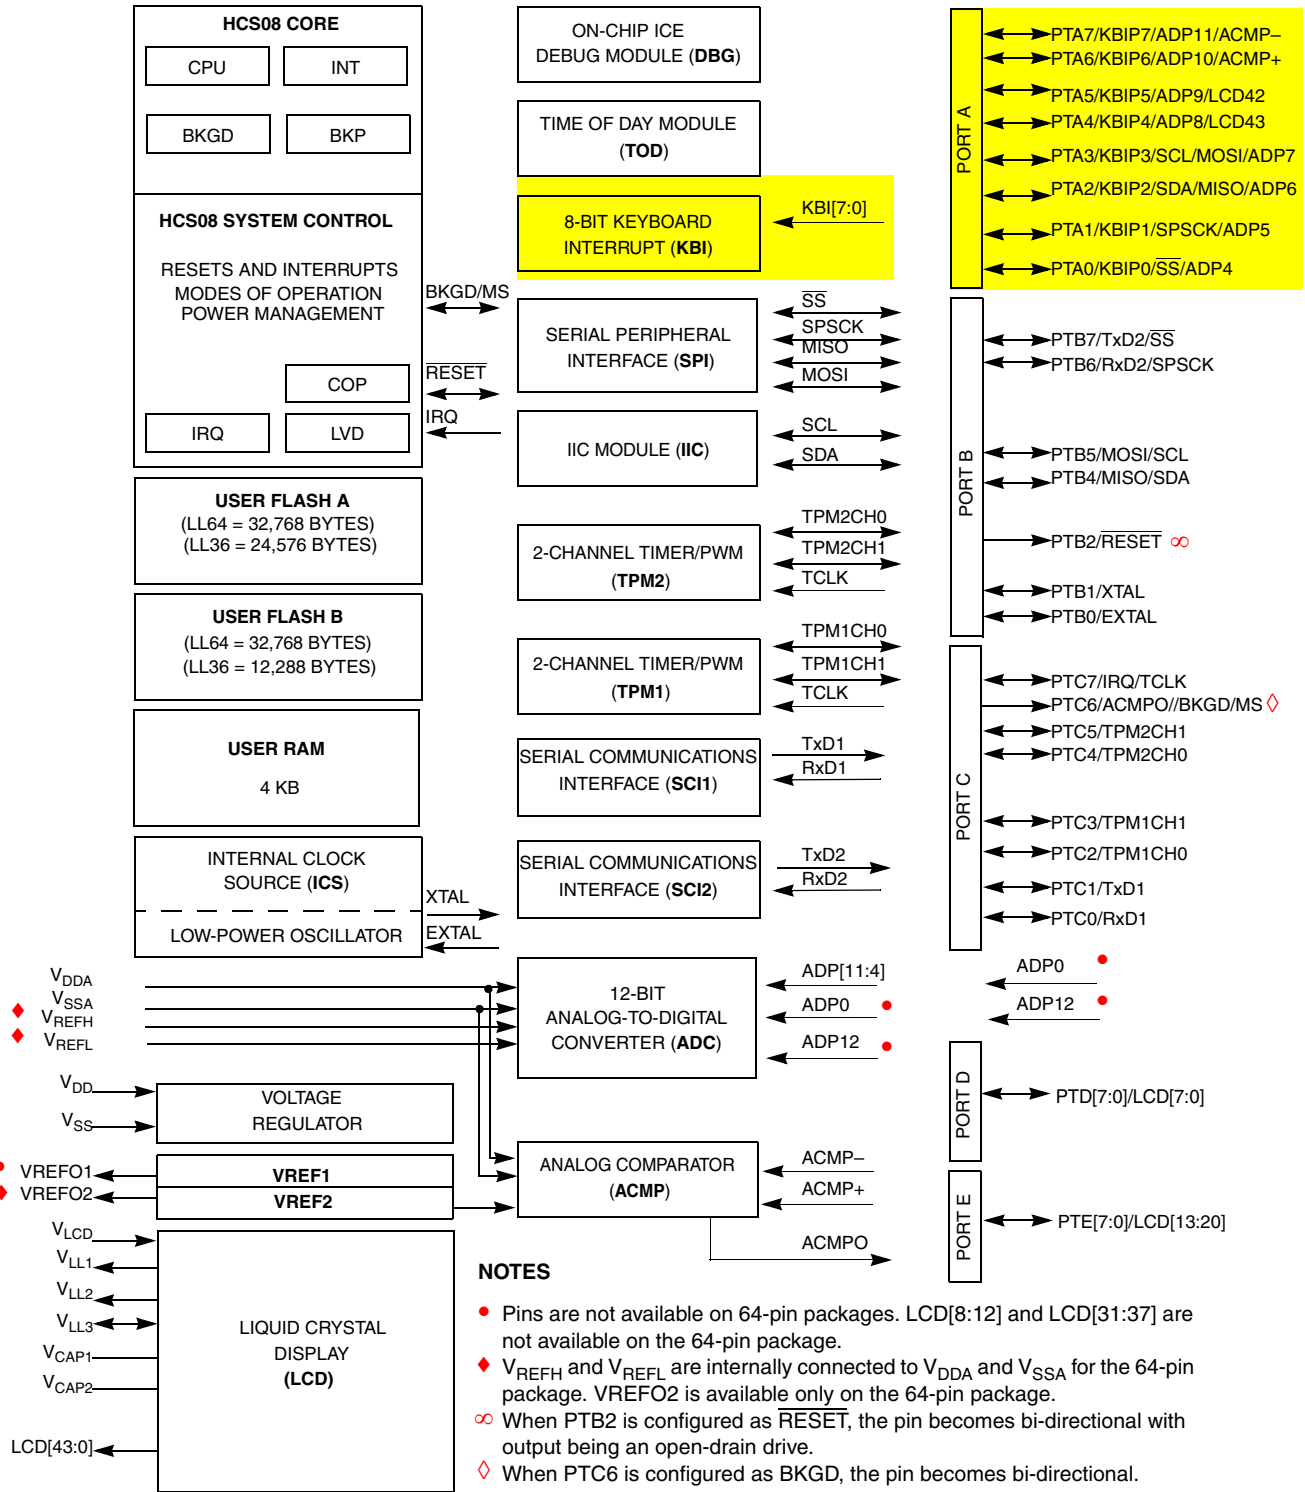 HCS08 CORE
CPU
INT
BKGD
BKP
HCS08 SYSTEM CONTROL
RESETS AND INTERRUPTS
MODES OF OPERATION
POWER MANAGEMENT
COP
IRQ
LVD
BKGD/MS
RESET
IRQ
USER FLASH A
(LL64 = 32,768 BYTES)
(LL36 = 24,576 BYTES)
USER FLASH B
(LL64 = 32,768 BYTES)
(LL36 = 12,288 BYTES)
USER RAM
4 KB
INTERNAL CLOCK
SOURCE (ICS)
LOW-POWER OSCILLATOR
XTAL
EXTAL
VDDA
VSSA
♦ VREFH
♦ VREFL
VDD
VSS
VOLTAGE
REGULATOR
• VREFO1
♦ VREFO2
VREF1
VREF2
VLCD
VLL1
VLL2
VLL3
VCAP1
VCAP2
LCD[43:0]
LIQUID CRYSTAL
DISPLAY
(LCD)
ON-CHIP ICE
DEBUG MODULE (DBG)
TIME OF DAY MODULE
(TOD)
8-BIT KEYBOARD
INTERRUPT (KBI)
KBI[7:0]
SERIAL PERIPHERAL
INTERFACE (SPI)
SS
SPSCK
MISO
MOSI
IIC MODULE (IIC)
SCL
SDA
2-CHANNEL TIMER/PWM
(TPM2)
TPM2CH0
TPM2CH1
TCLK
2-CHANNEL TIMER/PWM
(TPM1)
TPM1CH0
TPM1CH1
TCLK
SERIAL COMMUNICATIONS
INTERFACE (SCI1)
TxD1
RxD1
SERIAL COMMUNICATIONS
INTERFACE (SCI2)
TxD2
RxD2
12-BIT
ANALOG-TO-DIGITAL
CONVERTER (ADC)
ADP[11:4]
ADP0 •
ADP12 •
ANALOG COMPARATOR
(ACMP)
ACMP–
ACMP+
ACMPO
PORT A
PTA7/KBIP7/ADP11/ACMP–
PTA6/KBIP6/ADP10/ACMP+
PTA5/KBIP5/ADP9/LCD42
PTA4/KBIP4/ADP8/LCD43
PTA3/KBIP3/SCL/MOSI/ADP7
PTA2/KBIP2/SDA/MISO/ADP6
PTA1/KBIP1/SPSCK/ADP5
PTA0/KBIP0/SS/ADP4
PORT B
PTB7/TxD2/SS
PTB6/RxD2/SPSCK
PTB5/MOSI/SCL
PTB4/MISO/SDA
PTB2/RESET ∞
PTB1/XTAL
PTB0/EXTAL
PORT C
PTC7/IRQ/TCLK
PTC6/ACMPO//BKGD/MS ◊
PTC5/TPM2CH1
PTC4/TPM2CH0
PTC3/TPM1CH1
PTC2/TPM1CH0
PTC1/TxD1
PTC0/RxD1
ADP0 •
ADP12 •
PORT D
PTD[7:0]/LCD[7:0]
PORT E
PTE[7:0]/LCD[13:20]
NOTES
• Pins are not available on 64-pin packages. LCD[8:12] and LCD[31:37] are
not available on the 64-pin package.
♦ VREFH and VREFL are internally connected to VDDA and VSSA for the 64-pin
package. VREFO2 is available only on the 64-pin package.
∞ When PTB2 is configured as RESET, the pin becomes bi-directional with
output being an open-drain drive.
◊ When PTC6 is configured as BKGD, the pin becomes bi-directional.